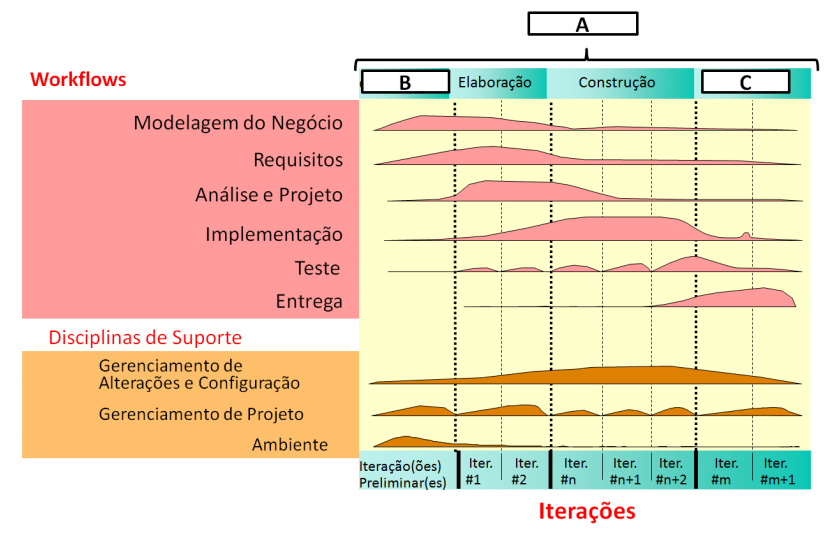 A
Workflows
B
Elaboração
Construção
C
Modelagem do Negócio
Requisitos
Análise e Projeto
Implementação
Teste
Entrega
Disciplinas de Suporte
Gerenciamento de
Alterações e Configuração
Gerenciamento de Projeto
Ambiente
Iteração(ões)
Preliminar(es)
Iter.
#1
Iter.
#2
Iter.
#n
Iter.
#n+1
Iter.
#n+2
Iter.
#m
Iter.
#m+1
Iterações